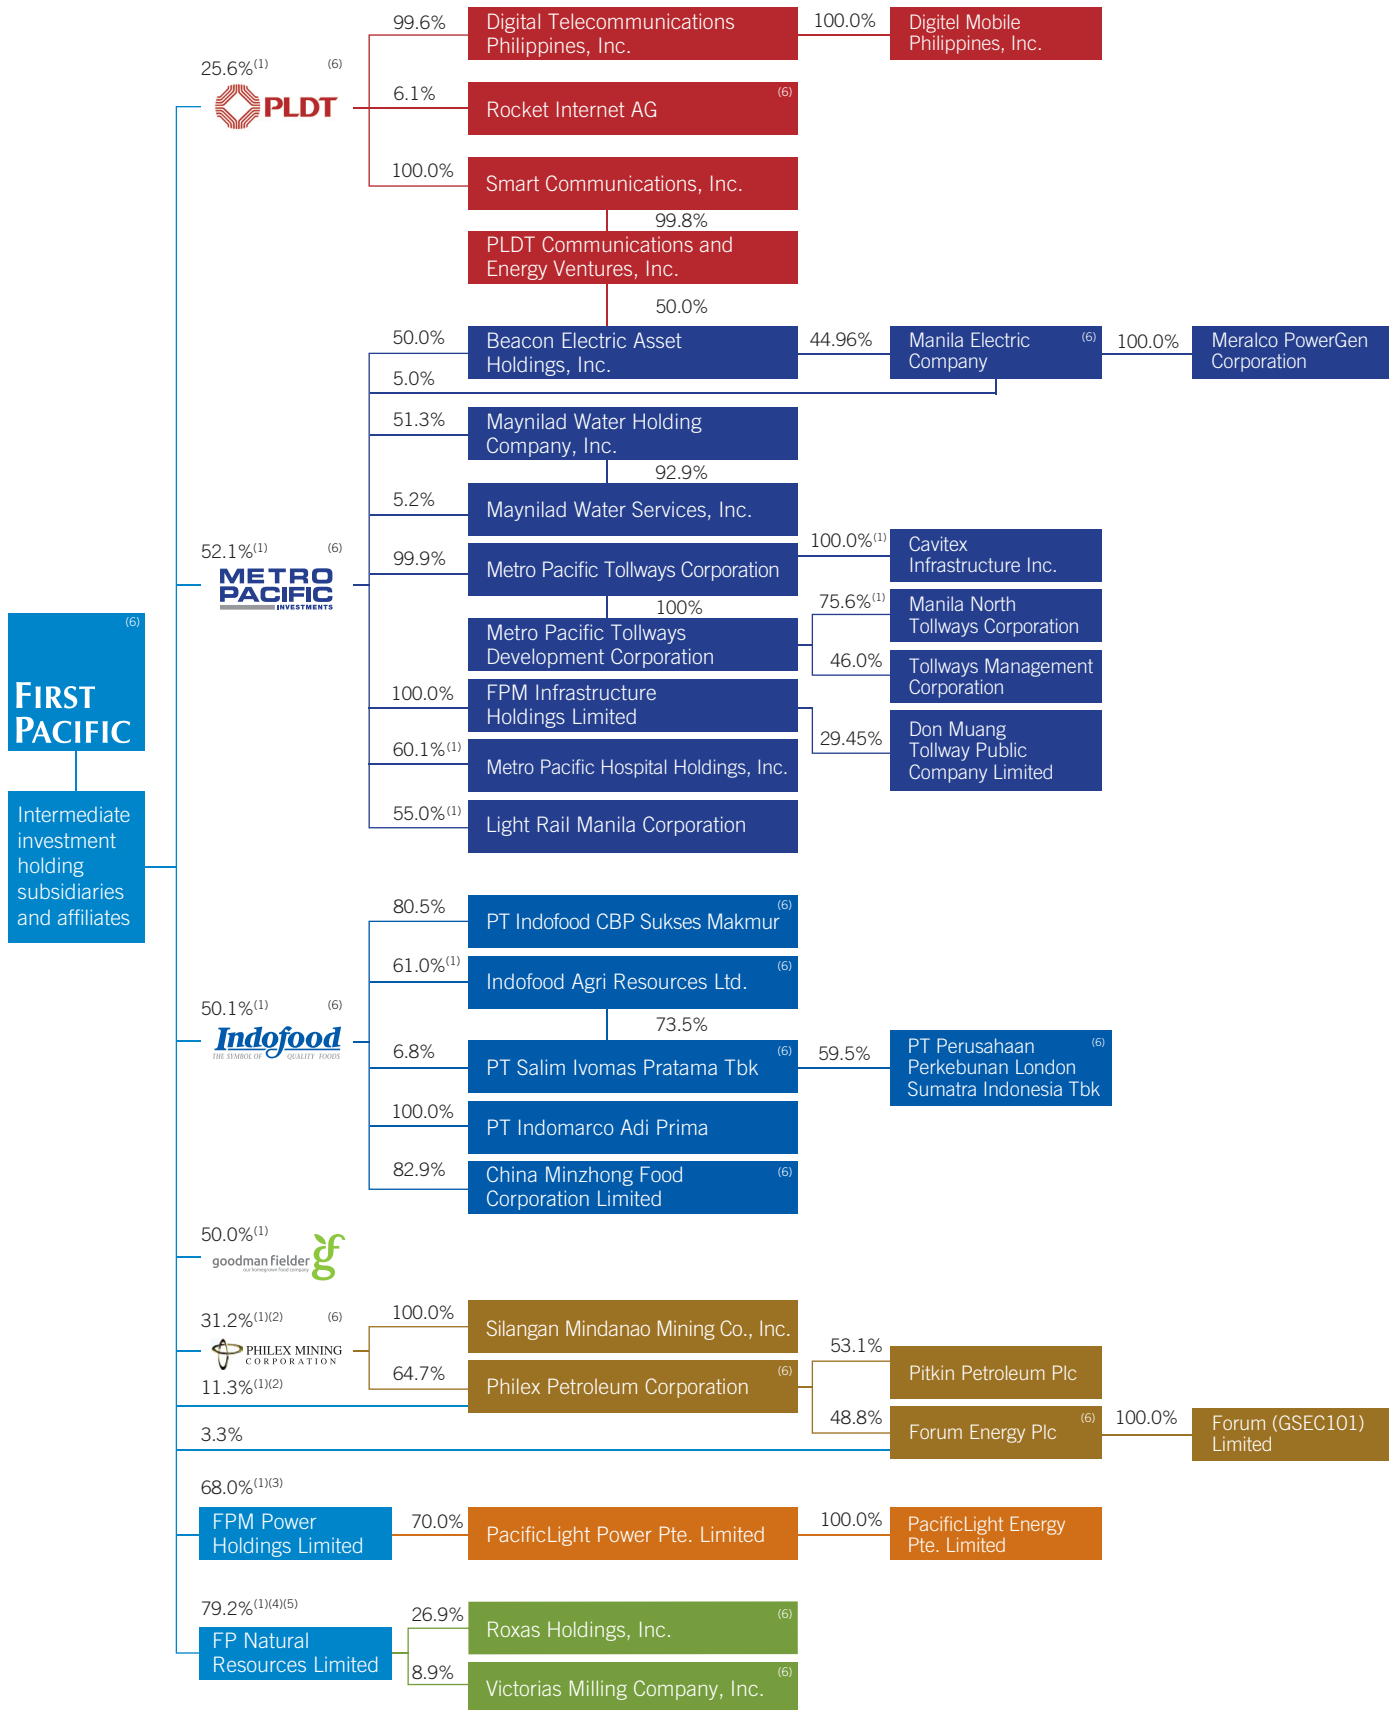 99.6%
Digital Telecommunications
Philippines, Inc.
100.0%
Digitel Mobile
Philippines, Inc.
25.6%(1)
(6)
PLDT
6.1%
Rocket Internet AG
(6)
100.0%
Smart Communications, Inc.
99.8%
PLDT Communications and
Energy Ventures, Inc.
50.0%
50.0%
Beacon Electric Asset
Holdings, Inc.
44.96%
Manila Electric
Company
(6)
100.0%
Meralco PowerGen
Corporation
5.0%
51.3%
Maynilad Water Holding
Company, Inc.
92.9%
5.2%
Maynilad Water Services, Inc.
52.1%(1)
(6)
METRO
PACIFIC
INVESTMENTS
99.9%
Metro Pacific Tollways Corporation
100.0%(1)
Cavitex
Infrastructure Inc.
100%
Metro Pacific Tollways
Development Corporation
75.6%(1)
Manila North
Tollways Corporation
46.0%
Tollways Management
Corporation
100.0%
FPM Infrastructure
Holdings Limited
29.45%
Don Muang
Tollway Public
Company Limited
60.1%(1)
Metro Pacific Hospital Holdings, Inc.
55.0%(1)
Light Rail Manila Corporation
(6)
FIRST
PACIFIC
Intermediate
investment
holding
subsidiaries
and affiliates
80.5%
PT Indofood CBP Sukses Makmur
(6)
61.0%(1)
Indofood Agri Resources Ltd.
(6)
50.1%(1)
(6)
Indofood
THE SYMBOL OF QUALITY FOODS
73.5%
6.8%
PT Salim Ivomas Pratama Tbk
(6)
59.5%
PT Perusahaan
Perkebunan London
Sumatra Indonesia Tbk
(6)
100.0%
PT Indomarco Adi Prima
82.9%
China Minzhong Food
Corporation Limited
(6)
50.0%(1)
goodman fielder
our homegrown food company
gf
31.2%(1)(2)
(6)
PHILEX MINING
CORPORATION
100.0%
Silangan Mindanao Mining Co., Inc.
64.7%
Philex Petroleum Corporation
(6)
11.3%(1)(2)
53.1%
Pitkin Petroleum Plc
48.8%
Forum Energy Plc
(6)
100.0%
Forum (GSEC101)
Limited
3.3%
68.0%(1)(3)
FPM Power
Holdings Limited
70.0%
PacificLight Power Pte. Limited
100.0%
PacificLight Energy
Pte. Limited
79.2%(1)(4)(5)
FP Natural
Resources Limited
26.9%
Roxas Holdings, Inc.
(6)
8.9%
Victorias Milling Company, Inc.
(6)